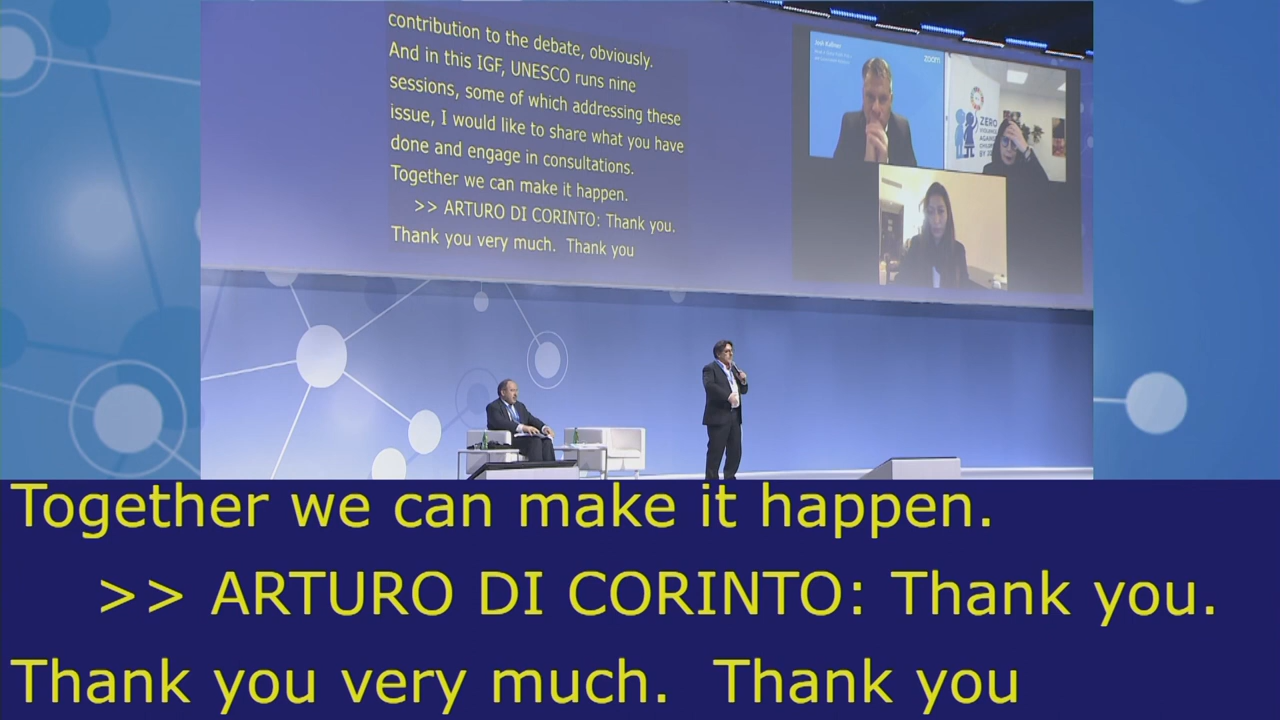 contribution to the debate, obviously.
And in this IGF, UNESCO runs nine
sessions, some of which addressing these
issue, I would like to share what you have
done and engage in consultations.
Together we can make it happen.
>> ARTURO DI CORINTO: Thank you.
Thank you very much. Thank you
Josh Kallmer
zoom
ZERO
Together we can make it happen.
>> ARTURO DI CORINTO: Thank you.
Thank you very much. Thank you